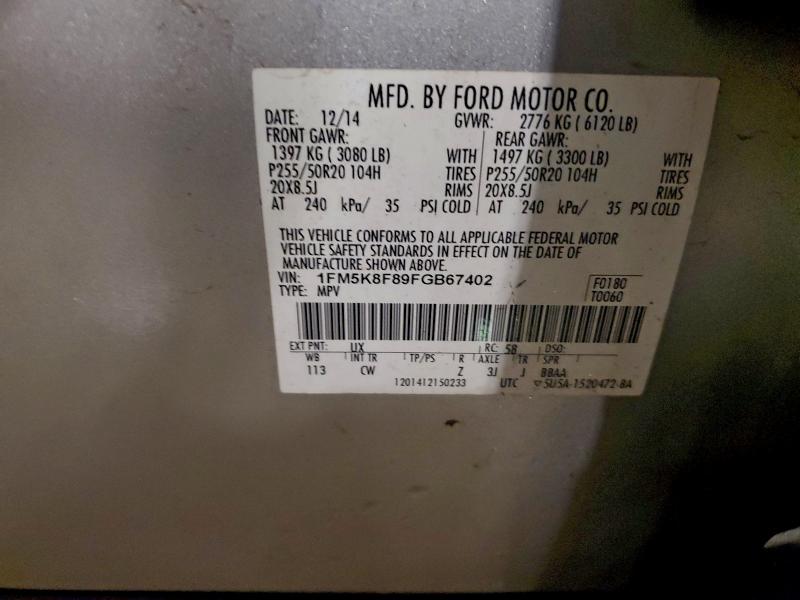 MFD. BY FORD MOTOR CO.
DATE: 12/14 GVWR: 2776 KG ( 6120 LB)
FRONT GAWR: REAR GAWR:
1397 KG ( 3080 LB) WITH 1497 KG ( 3300 LB) WITH
P255/50R20 104H TIRES P255/50R20 104H TIRES
20X8.5J RIMS 20X8.5J RIMS
AT 240 kPa/ 35 PSI COLD AT 240 kPa/ 35 PSI COLD
THIS VEHICLE CONFORMS TO ALL APPLICABLE FEDERAL MOTOR
VEHICLE SAFETY STANDARDS IN EFFECT ON THE DATE OF
MANUFACTURE SHOWN ABOVE.
VIN: 1FM5K8F89FGB67402 F0180
TYPE: MPV T0060
EXT PNT: UX RC: 58 DSO:
WB INT TR TP/PS R AXLE TR SPR
113 CW Z 3J J BBAA
1201412150233 UTC ▽5U5A-1520472-BA